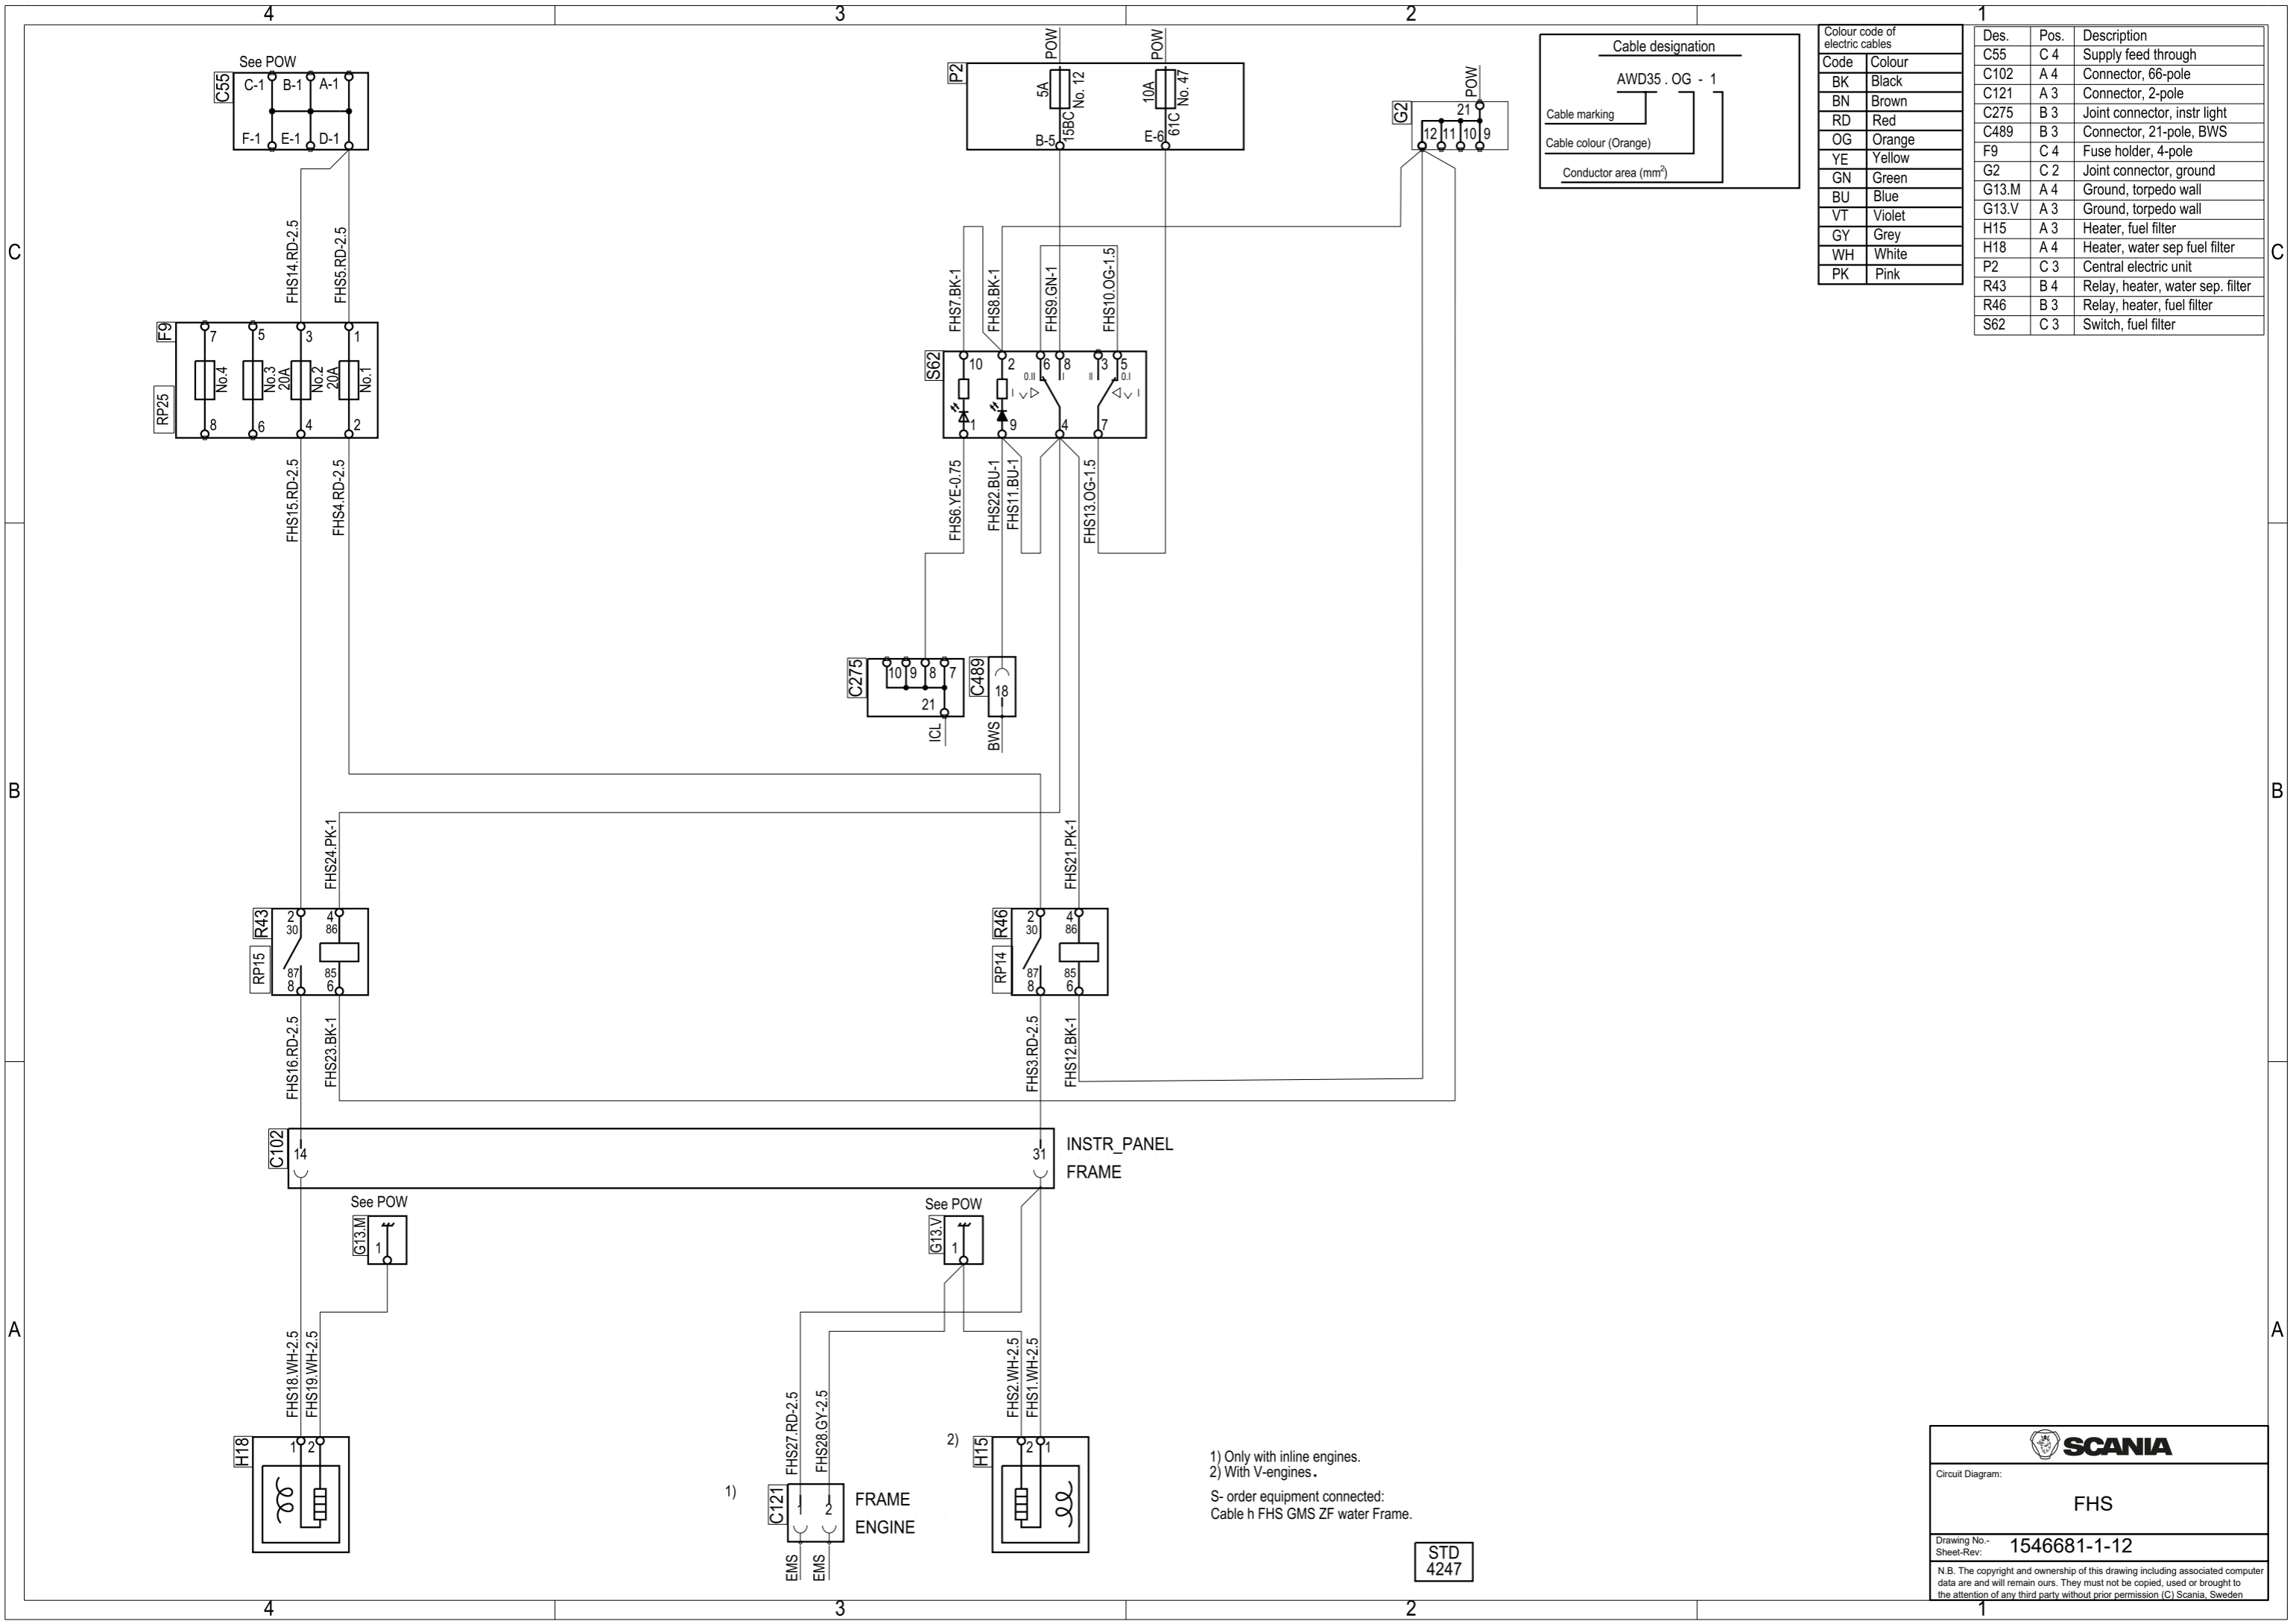 4 3 2 1
See POW
C55
C-1 B-1 A-1
F-1 E-1 D-1
FHS14.RD-2.5
FHS5.RD-2.5
POW
POW
P2
5A
No. 12
10A
No. 47
15BC
61C
B-5
E-6
POW
G2
21
12 11 10 9
Cable designation
AWD35 . OG - 1
Cable marking
Cable colour (Orange)
Conductor area (mm²)
Colour code of
electric cables
Code Colour
BK Black
BN Brown
RD Red
OG Orange
YE Yellow
GN Green
BU Blue
VT Violet
GY Grey
WH White
PK Pink
Des. Pos. Description
C55 C 4 Supply feed through
C102 A 4 Connector, 66-pole
C121 A 3 Connector, 2-pole
C275 B 3 Joint connector, instr light
C489 B 3 Connector, 21-pole, BWS
F9 C 4 Fuse holder, 4-pole
G2 C 2 Joint connector, ground
G13.M A 4 Ground, torpedo wall
G13.V A 3 Ground, torpedo wall
H15 A 3 Heater, fuel filter
H18 A 4 Heater, water sep fuel filter
P2 C 3 Central electric unit
R43 B 4 Relay, heater, water sep. filter
R46 B 3 Relay, heater, fuel filter
S62 C 3 Switch, fuel filter
C
C
F9
RP25
7 5 3 1
No.4
No.3
20A
No.2
20A
No.1
8 6 4 2
FHS15.RD-2.5
FHS4.RD-2.5
FHS7.BK-1
FHS8.BK-1
FHS9.GN-1
FHS10.OG-1.5
S62
10 2 6 8 3 5
0.II I II 0.I
I v v I
1 9 4 7
FHS6.YE-0.75
FHS22.BU-1
FHS11.BU-1
FHS13.OG-1.5
C275
10 9 8 7
21
ICL
C489
18
BWS
B
B
FHS24.PK-1
FHS21.PK-1
R43
RP15
2 4
30 86
87 85
8 6
R46
RP14
2 4
30 86
87 85
8 6
FHS16.RD-2.5
FHS23.BK-1
FHS3.RD-2.5
FHS12.BK-1
C102
14
31
INSTR_PANEL
FRAME
See POW
G13.M
1
See POW
G13.V
1
A
A
FHS18.WH-2.5
FHS19.WH-2.5
FHS27.RD-2.5
FHS28.GY-2.5
FHS2.WH-2.5
FHS1.WH-2.5
H18
1 2
1)
C121
1 2
FRAME
ENGINE
EMS
EMS
2)
H15
2 1
1) Only with inline engines.
2) With V-engines.
S- order equipment connected:
Cable h FHS GMS ZF water Frame.
STD
4247
SCANIA
Circuit Diagram:
FHS
Drawing No.-
Sheet-Rev:
1546681-1-12
N.B. The copyright and ownership of this drawing including associated computer
data are and will remain ours. They must not be copied, used or brought to
the attention of any third party without prior permission (C) Scania, Sweden
4 3 2 1